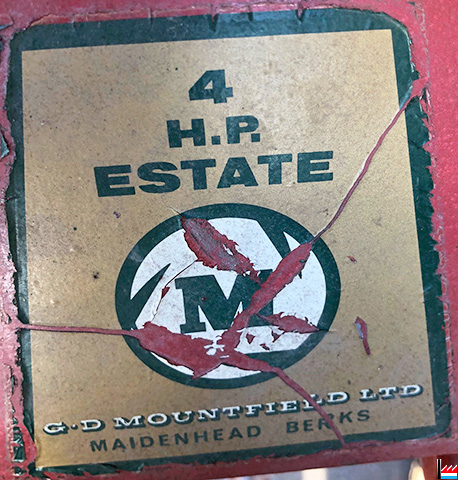 4
H.P.
ESTATE
M
G·D MOUNTFIELD LTD
MAIDENHEAD BERKS